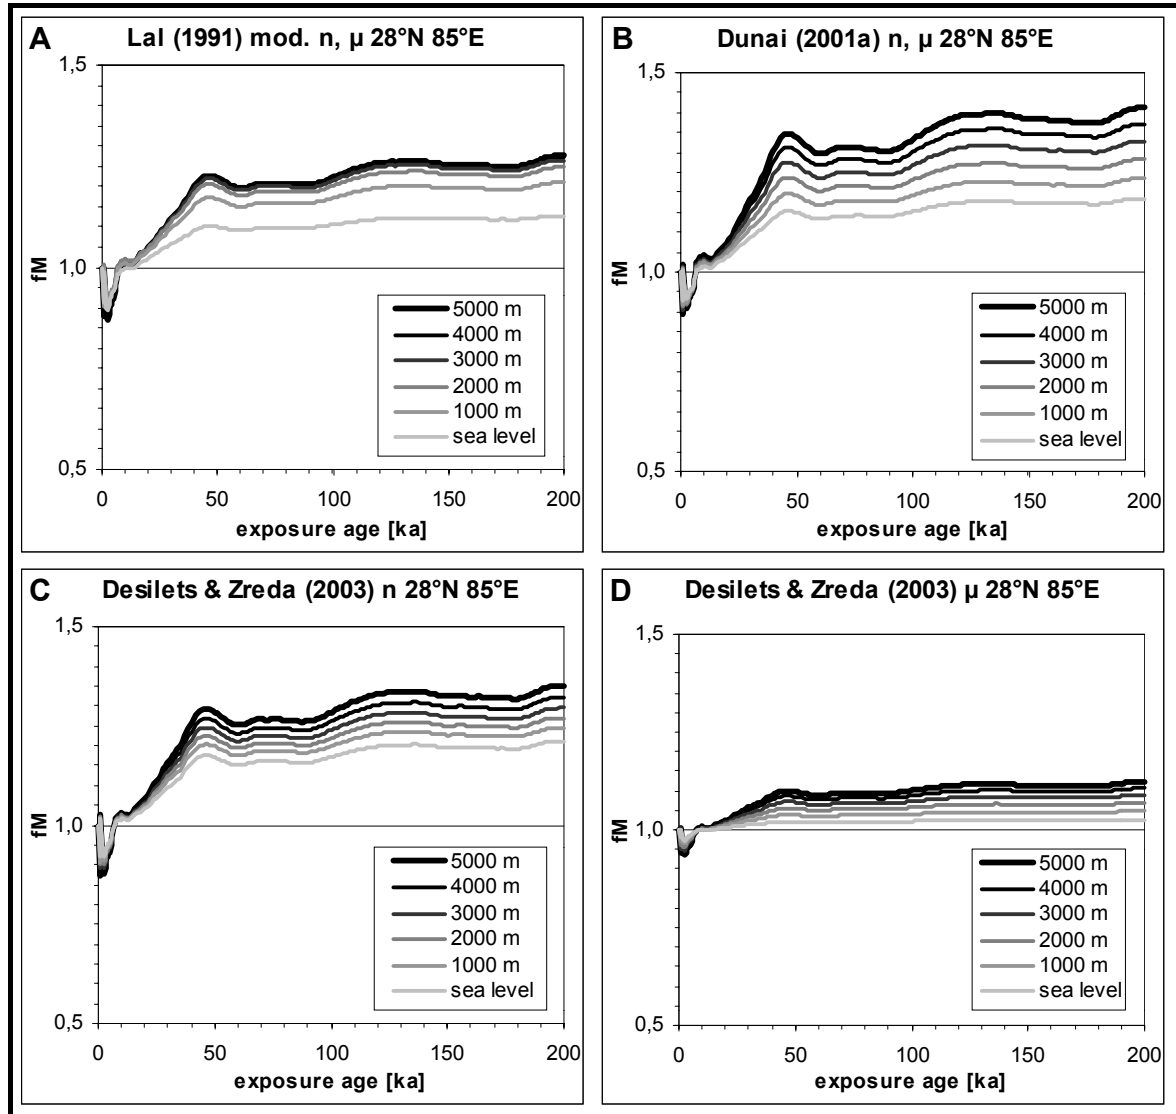 A Lal (1991) mod. n, µ 28°N 85°E
1,5
1,0
0,5
fM
5000 m
4000 m
3000 m
2000 m
1000 m
sea level
0 50 100 150 200
exposure age [ka]
B Dunai (2001a) n, µ 28°N 85°E
1,5
1,0
0,5
fM
5000 m
4000 m
3000 m
2000 m
1000 m
sea level
0 50 100 150 200
exposure age [ka]
C Desilets & Zreda (2003) n 28°N 85°E
1,5
1,0
0,5
fM
5000 m
4000 m
3000 m
2000 m
1000 m
sea level
0 50 100 150 200
exposure age [ka]
D Desilets & Zreda (2003) µ 28°N 85°E
1,5
1,0
0,5
fM
5000 m
4000 m
3000 m
2000 m
1000 m
sea level
0 50 100 150 200
exposure age [ka]